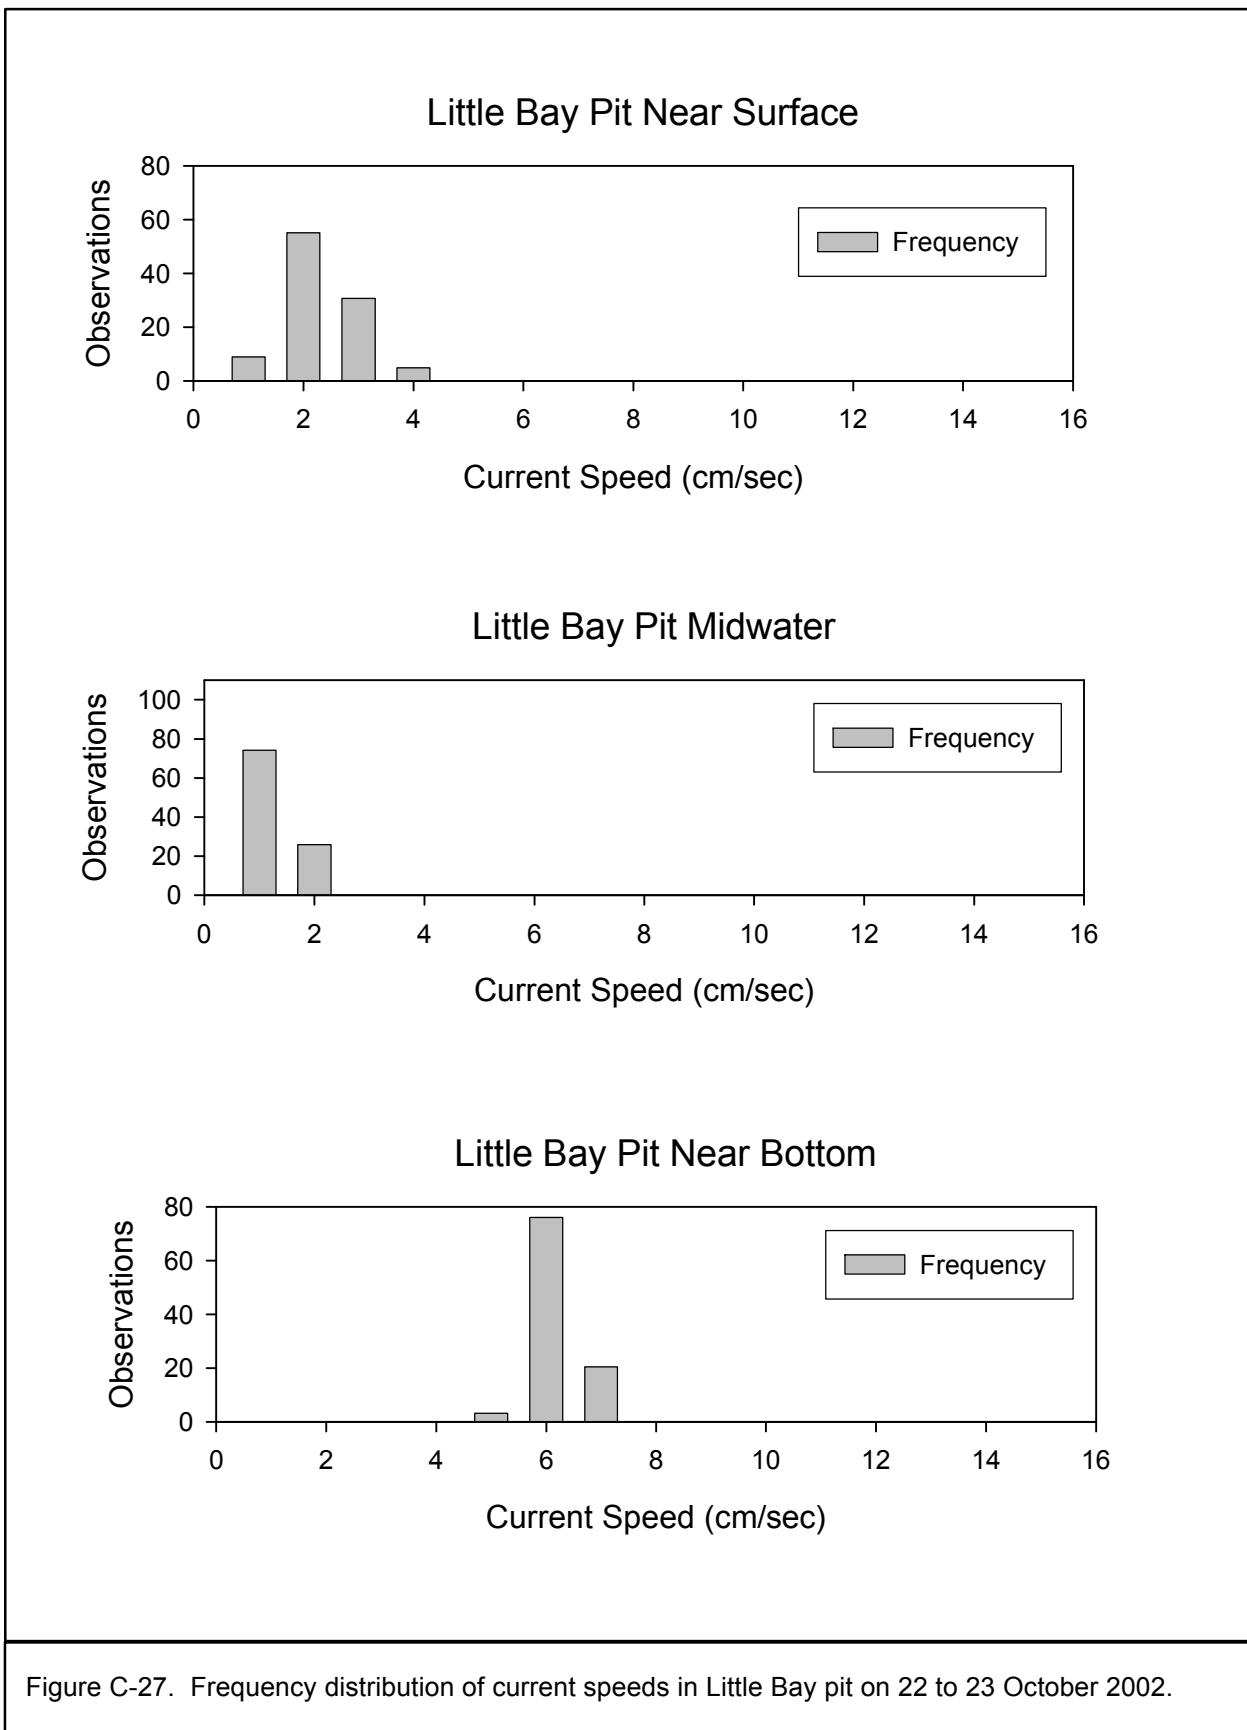 Little Bay Pit Near Surface
80
60
40
20
0
Observations
Frequency
0 2 4 6 8 10 12 14 16
Current Speed (cm/sec)
Little Bay Pit Midwater
100
80
60
40
20
0
Observations
Frequency
0 2 4 6 8 10 12 14 16
Current Speed (cm/sec)
Little Bay Pit Near Bottom
80
60
40
20
0
Observations
Frequency
0 2 4 6 8 10 12 14 16
Current Speed (cm/sec)
Figure C-27. Frequency distribution of current speeds in Little Bay pit on 22 to 23 October 2002.